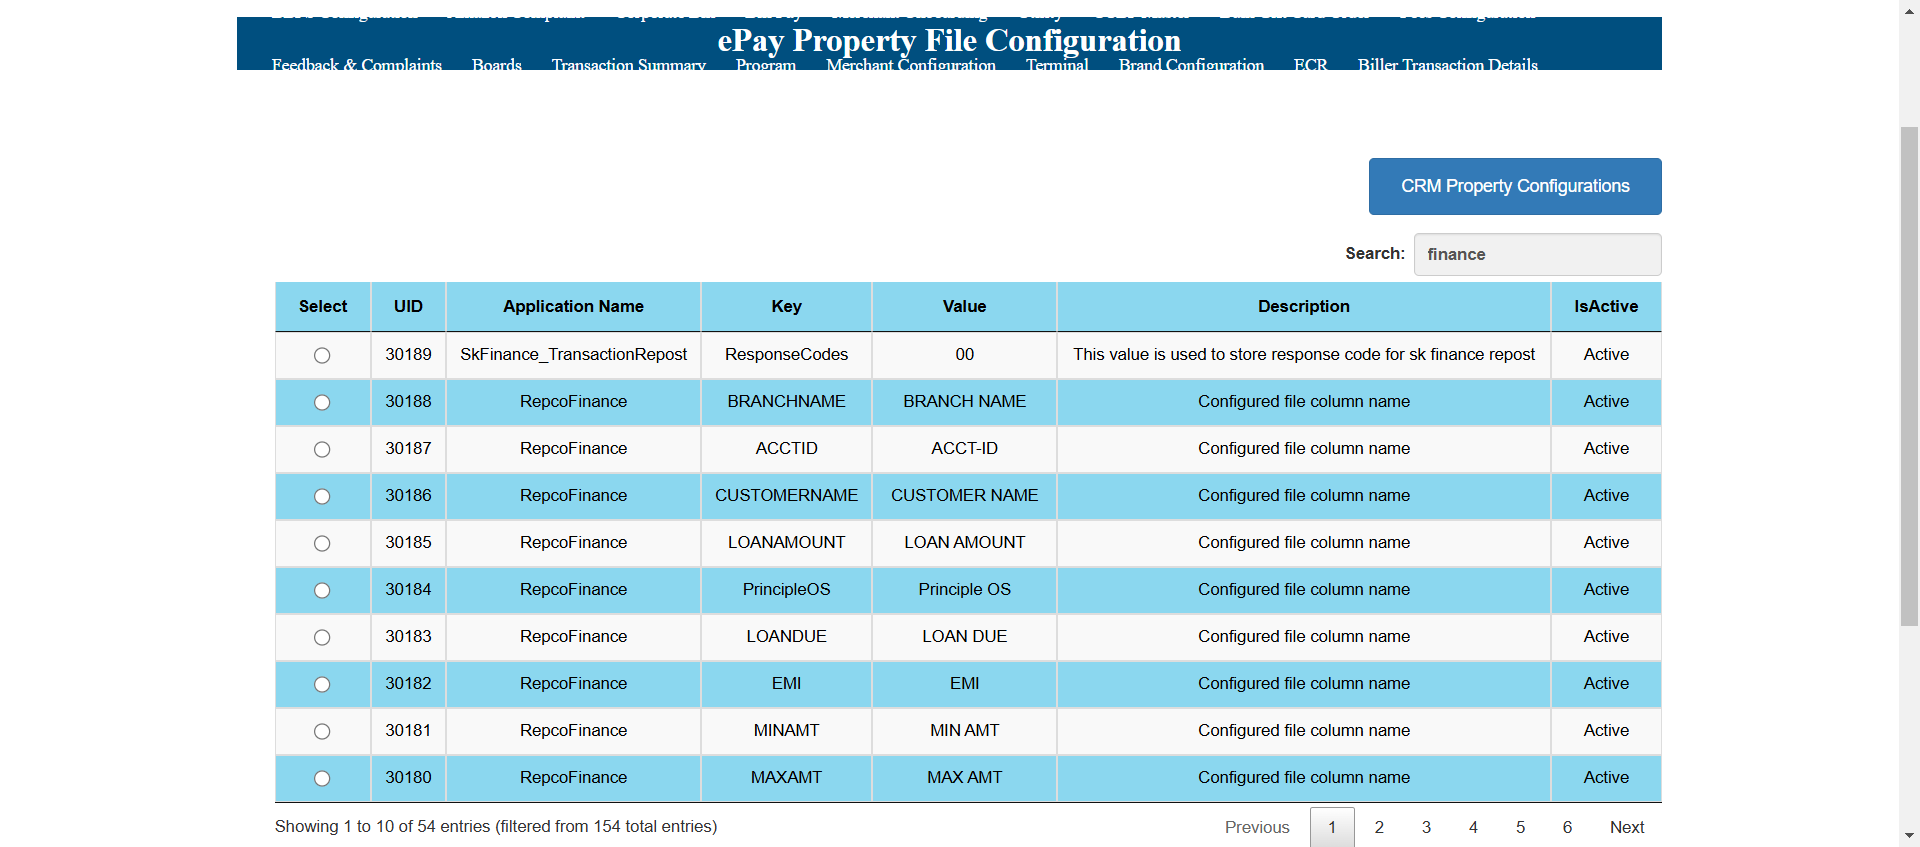 ePay Property File Configuration
Feedback & Complaints Boards Transaction Summary Program Merchant Configuration Terminal Brand Configuration ECR Biller Transaction Details
CRM Property Configurations
Search: finance
Select UID Application Name Key Value Description IsActive
30189 SkFinance_TransactionRepost ResponseCodes 00 This value is used to store response code for sk finance repost Active
30188 RepcoFinance BRANCHNAME BRANCH NAME Configured file column name Active
30187 RepcoFinance ACCTID ACCT-ID Configured file column name Active
30186 RepcoFinance CUSTOMERNAME CUSTOMER NAME Configured file column name Active
30185 RepcoFinance LOANAMOUNT LOAN AMOUNT Configured file column name Active
30184 RepcoFinance PrincipleOS Principle OS Configured file column name Active
30183 RepcoFinance LOANDUE LOAN DUE Configured file column name Active
30182 RepcoFinance EMI EMI Configured file column name Active
30181 RepcoFinance MINAMT MIN AMT Configured file column name Active
30180 RepcoFinance MAXAMT MAX AMT Configured file column name Active
Showing 1 to 10 of 54 entries (filtered from 154 total entries) Previous 1 2 3 4 5 6 Next